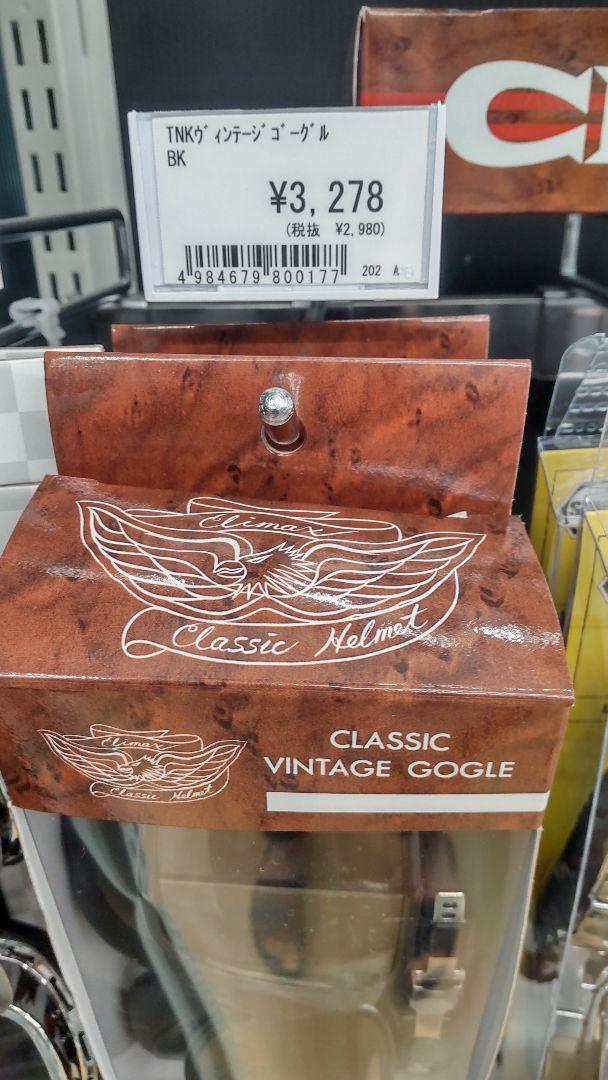 TNKヴィンテージゴーグル
BK
¥3,278
(税抜 ¥2,980)
4 984679 800177
202 A
Climax
Classic Helmet
Climax
Classic Helmet
CLASSIC
VINTAGE GOGLE